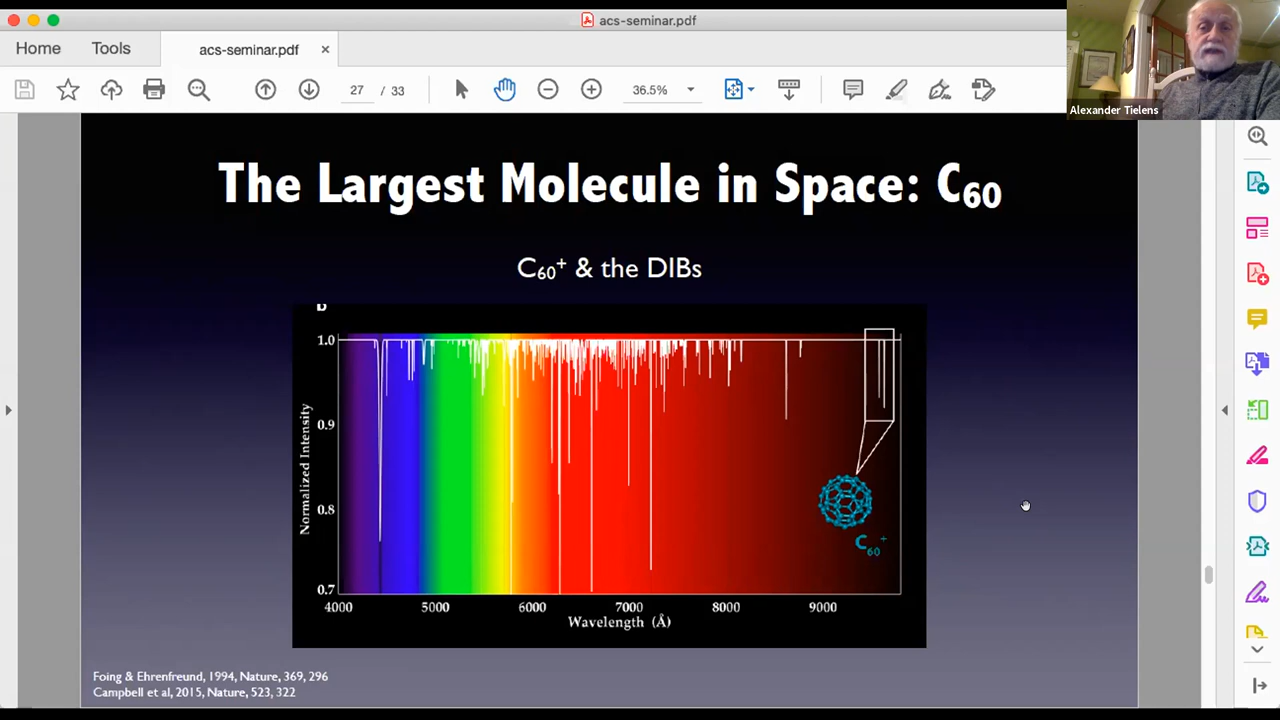 acs-seminar.pdf
Home
Tools
acs-seminar.pdf
27 / 33
36.5%
Alexander Tielens
The Largest Molecule in Space: C₆₀
C₆₀⁺ & the DIBs
1.0
0.9
0.8
0.7
Normalized Intensity
C₆₀⁺
4000 5000 6000 7000 8000 9000
Wavelength (Å)
Foing & Ehrenfreund, 1994, Nature, 369, 296
Campbell et al, 2015, Nature, 523, 322